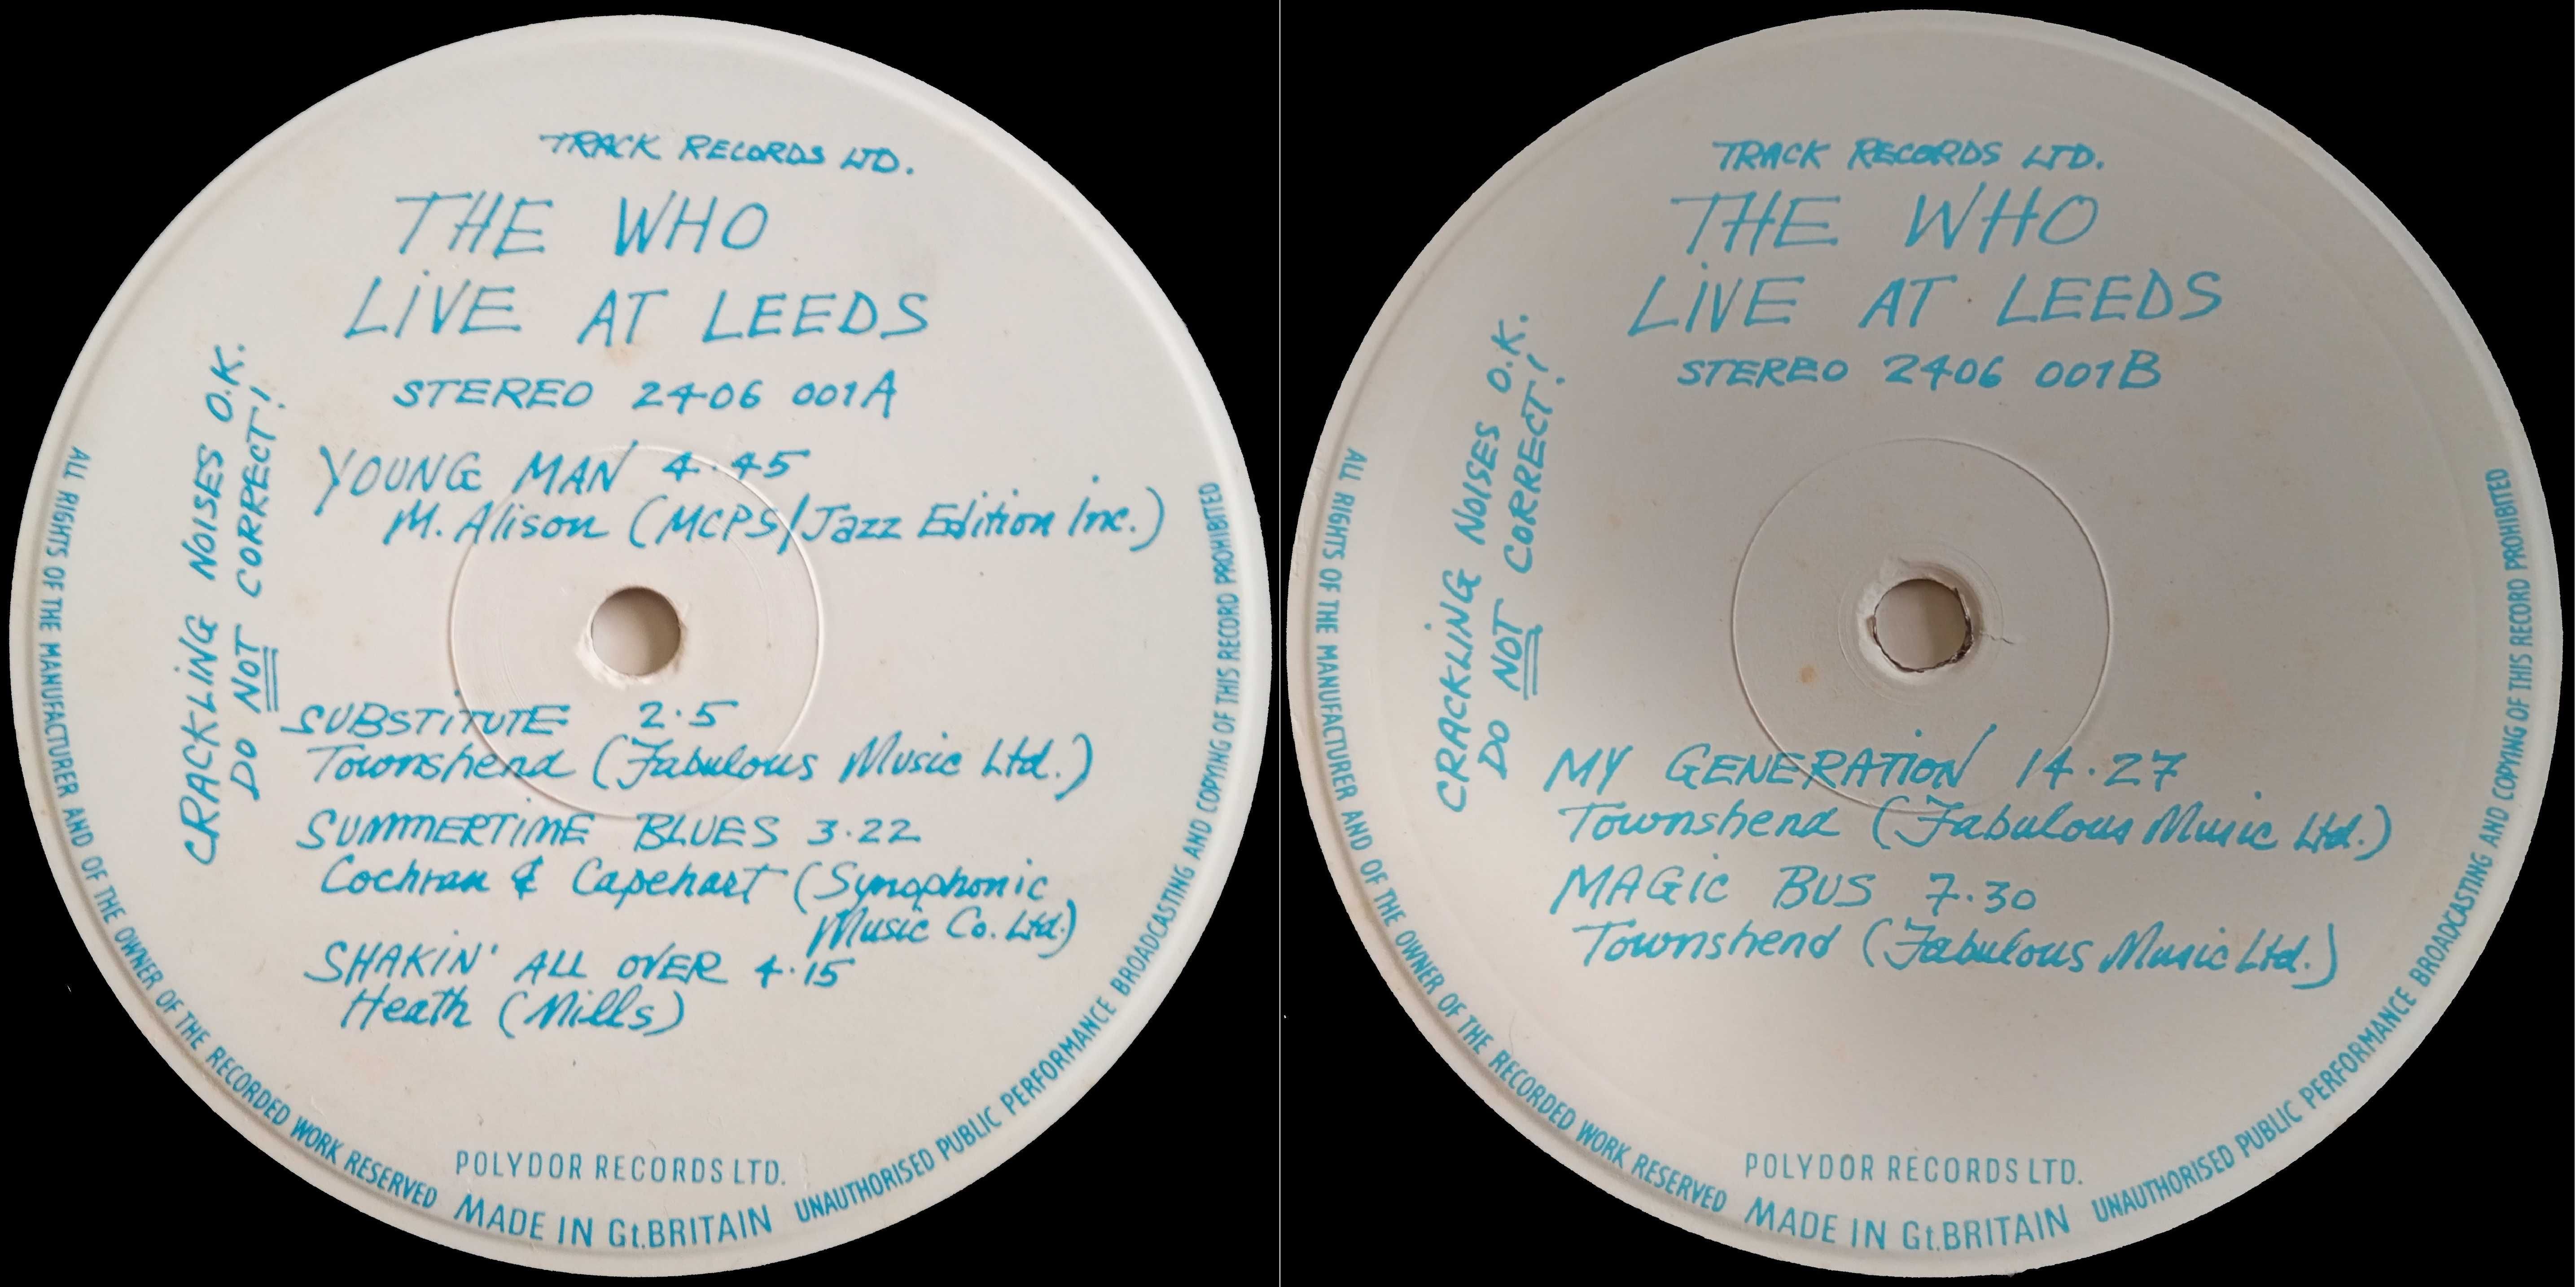 TRACK RECORDS LTD.
THE WHO
LiVE AT LEEDS
STEREO 2406 001A
CRACKLiNG NOiSES O.K.
DO NOT CORRECT!
YOUNG MAN 4.45
M. Alison (MCPS/Jazz Edition Inc.)
SUBSTiTUTE 2.5
Townshend (Fabulous Music Ltd.)
SUMMERTiME BLUES 3.22
Cochran & Capehart (Synophonic
Music Co. Ltd.)
SHAKiN' ALL OVER 4.15
Heath (Mills)
POLYDOR RECORDS LTD.
ALL RIGHTS OF THE MANUFACTURER AND OF THE OWNER OF THE RECORDED WORK RESERVED MADE IN Gt.BRITAIN UNAUTHORISED PUBLIC PERFORMANCE BROADCASTING AND COPYING OF THIS RECORD PROHIBITED
TRACK RECORDS LTD.
THE WHO
LiVE AT LEEDS
STEREO 2406 001B
CRACKLiNG NOiSES O.K.
DO NOT CORRECT!
MY GENERATiON 14.27
Townshend (Fabulous Music Ltd.)
MAGiC BUS 7.30
Townshend (Fabulous Music Ltd.)
POLYDOR RECORDS LTD.
ALL RIGHTS OF THE MANUFACTURER AND OF THE OWNER OF THE RECORDED WORK RESERVED MADE IN Gt.BRITAIN UNAUTHORISED PUBLIC PERFORMANCE BROADCASTING AND COPYING OF THIS RECORD PROHIBITED